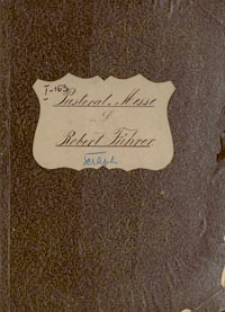 I-163
Pastoral-Messe
Robert Führer